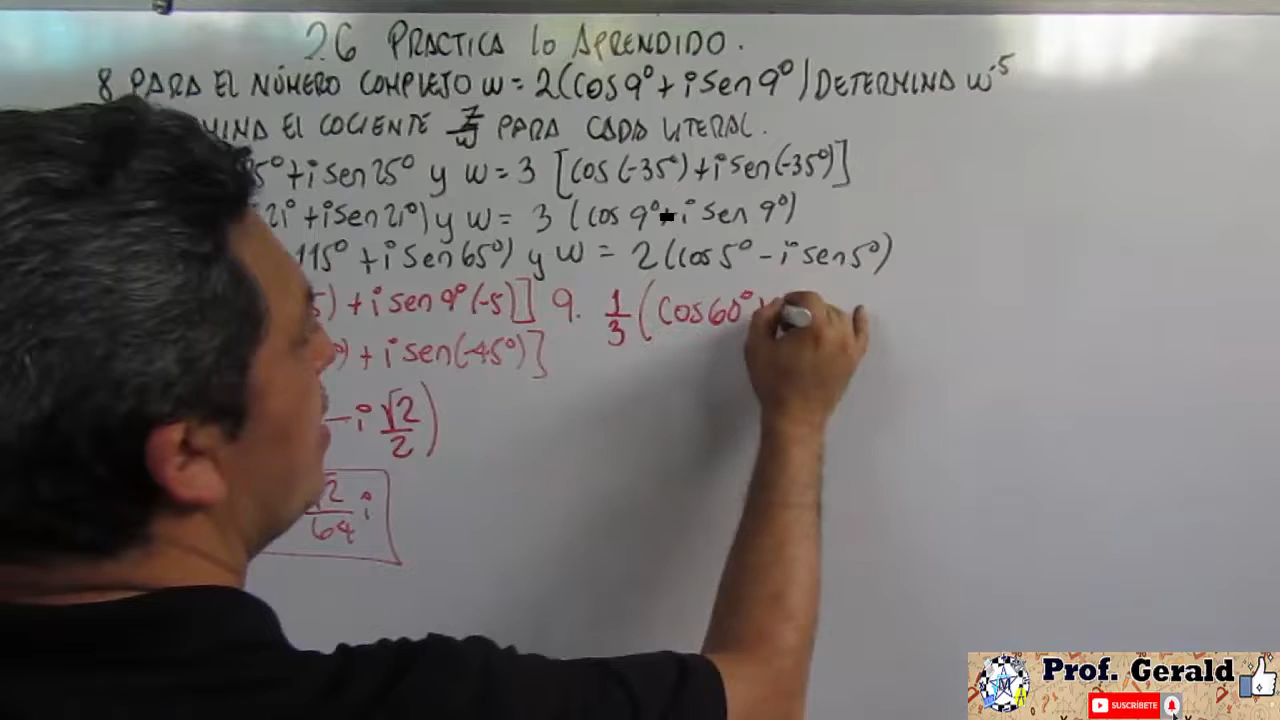 2.6 PRACTICA lo APRENDIDO.
8 PARA EL NÚMERO COMPLEJO w = 2(cos9° + i sen 9°) DETERMINA w⁻⁵
MINA EL COCIENTE z/w PARA CADA LITERAL.
5° + i sen 25° y w = 3 [cos (-35°) + i sen (-35°)]
21° + i sen 21°) y w = 3 (cos 9° + i sen 9°)
115° + i sen 65°) y w = 2 (cos 5° - i sen 5°)
5) + i sen 9° (-5)] 9. 1/3 (cos 60°
°) + i sen(-45°)]
- i √2/2)
√2/64 i
Prof. Gerald
SUSCRÍBETE